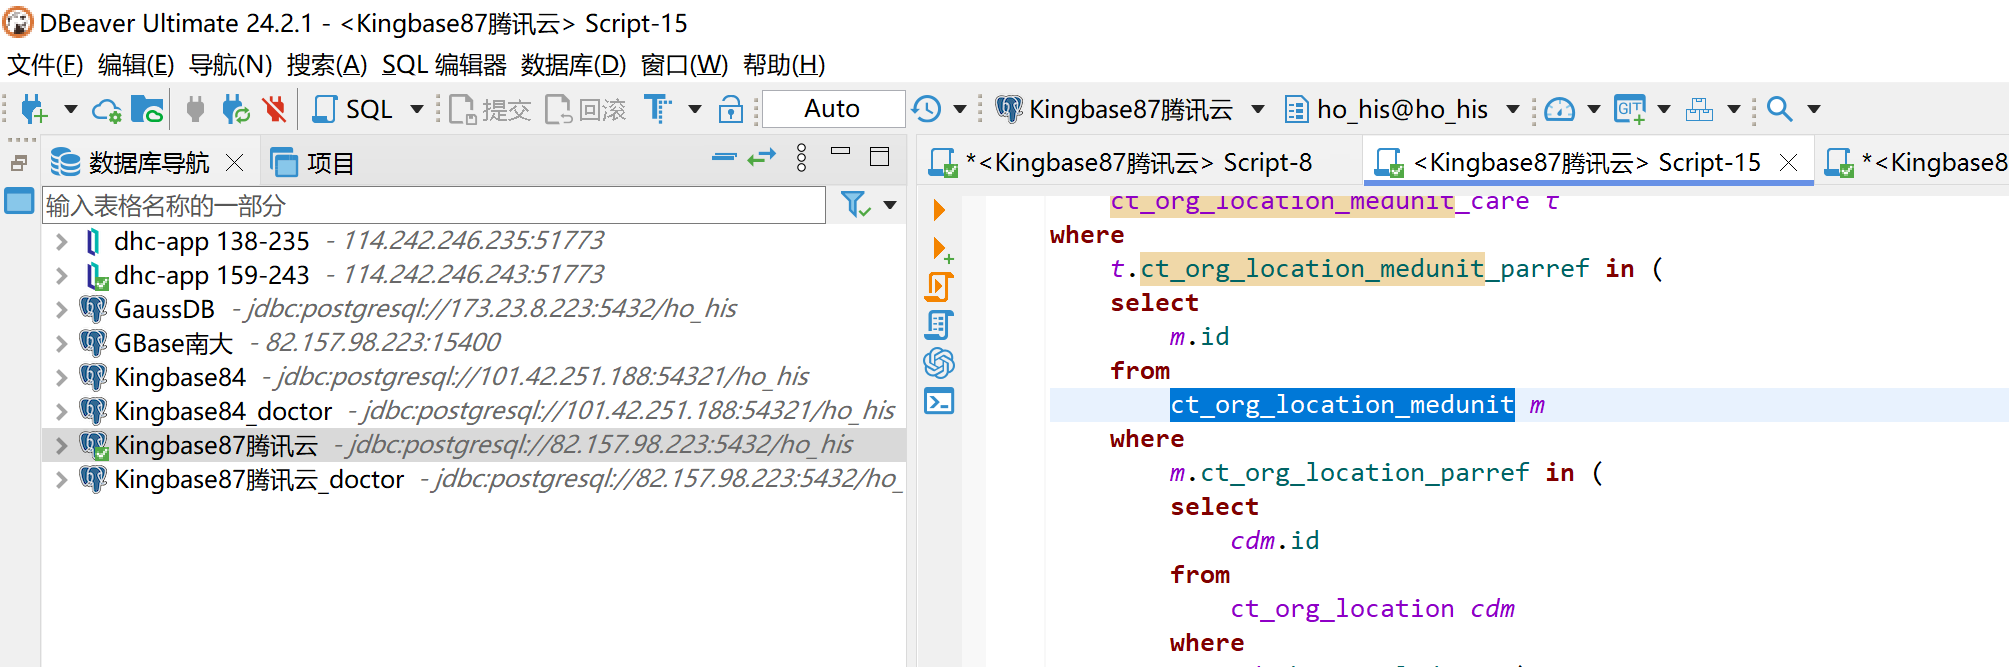 DBeaver Ultimate 24.2.1 - <Kingbase87腾讯云> Script-15
文件(F) 编辑(E) 导航(N) 搜索(A) SQL 编辑器 数据库(D) 窗口(W) 帮助(H)
SQL 提交 回滚 Auto Kingbase87腾讯云 ho_his@ho_his GIT
数据库导航 项目
输入表格名称的一部分
dhc-app 138-235 - 114.242.246.235:51773
dhc-app 159-243 - 114.242.246.243:51773
GaussDB - jdbc:postgresql://173.23.8.223:5432/ho_his
GBase南大 - 82.157.98.223:15400
Kingbase84 - jdbc:postgresql://101.42.251.188:54321/ho_his
Kingbase84_doctor - jdbc:postgresql://101.42.251.188:54321/ho_his
Kingbase87腾讯云 - jdbc:postgresql://82.157.98.223:5432/ho_his
Kingbase87腾讯云_doctor - jdbc:postgresql://82.157.98.223:5432/ho_
*<Kingbase87腾讯云> Script-8 <Kingbase87腾讯云> Script-15 *<Kingbase8
ct_org_location_medunit_care t
where
t.ct_org_location_medunit_parref in (
select
m.id
from
ct_org_location_medunit m
where
m.ct_org_location_parref in (
select
cdm.id
from
ct_org_location cdm
where